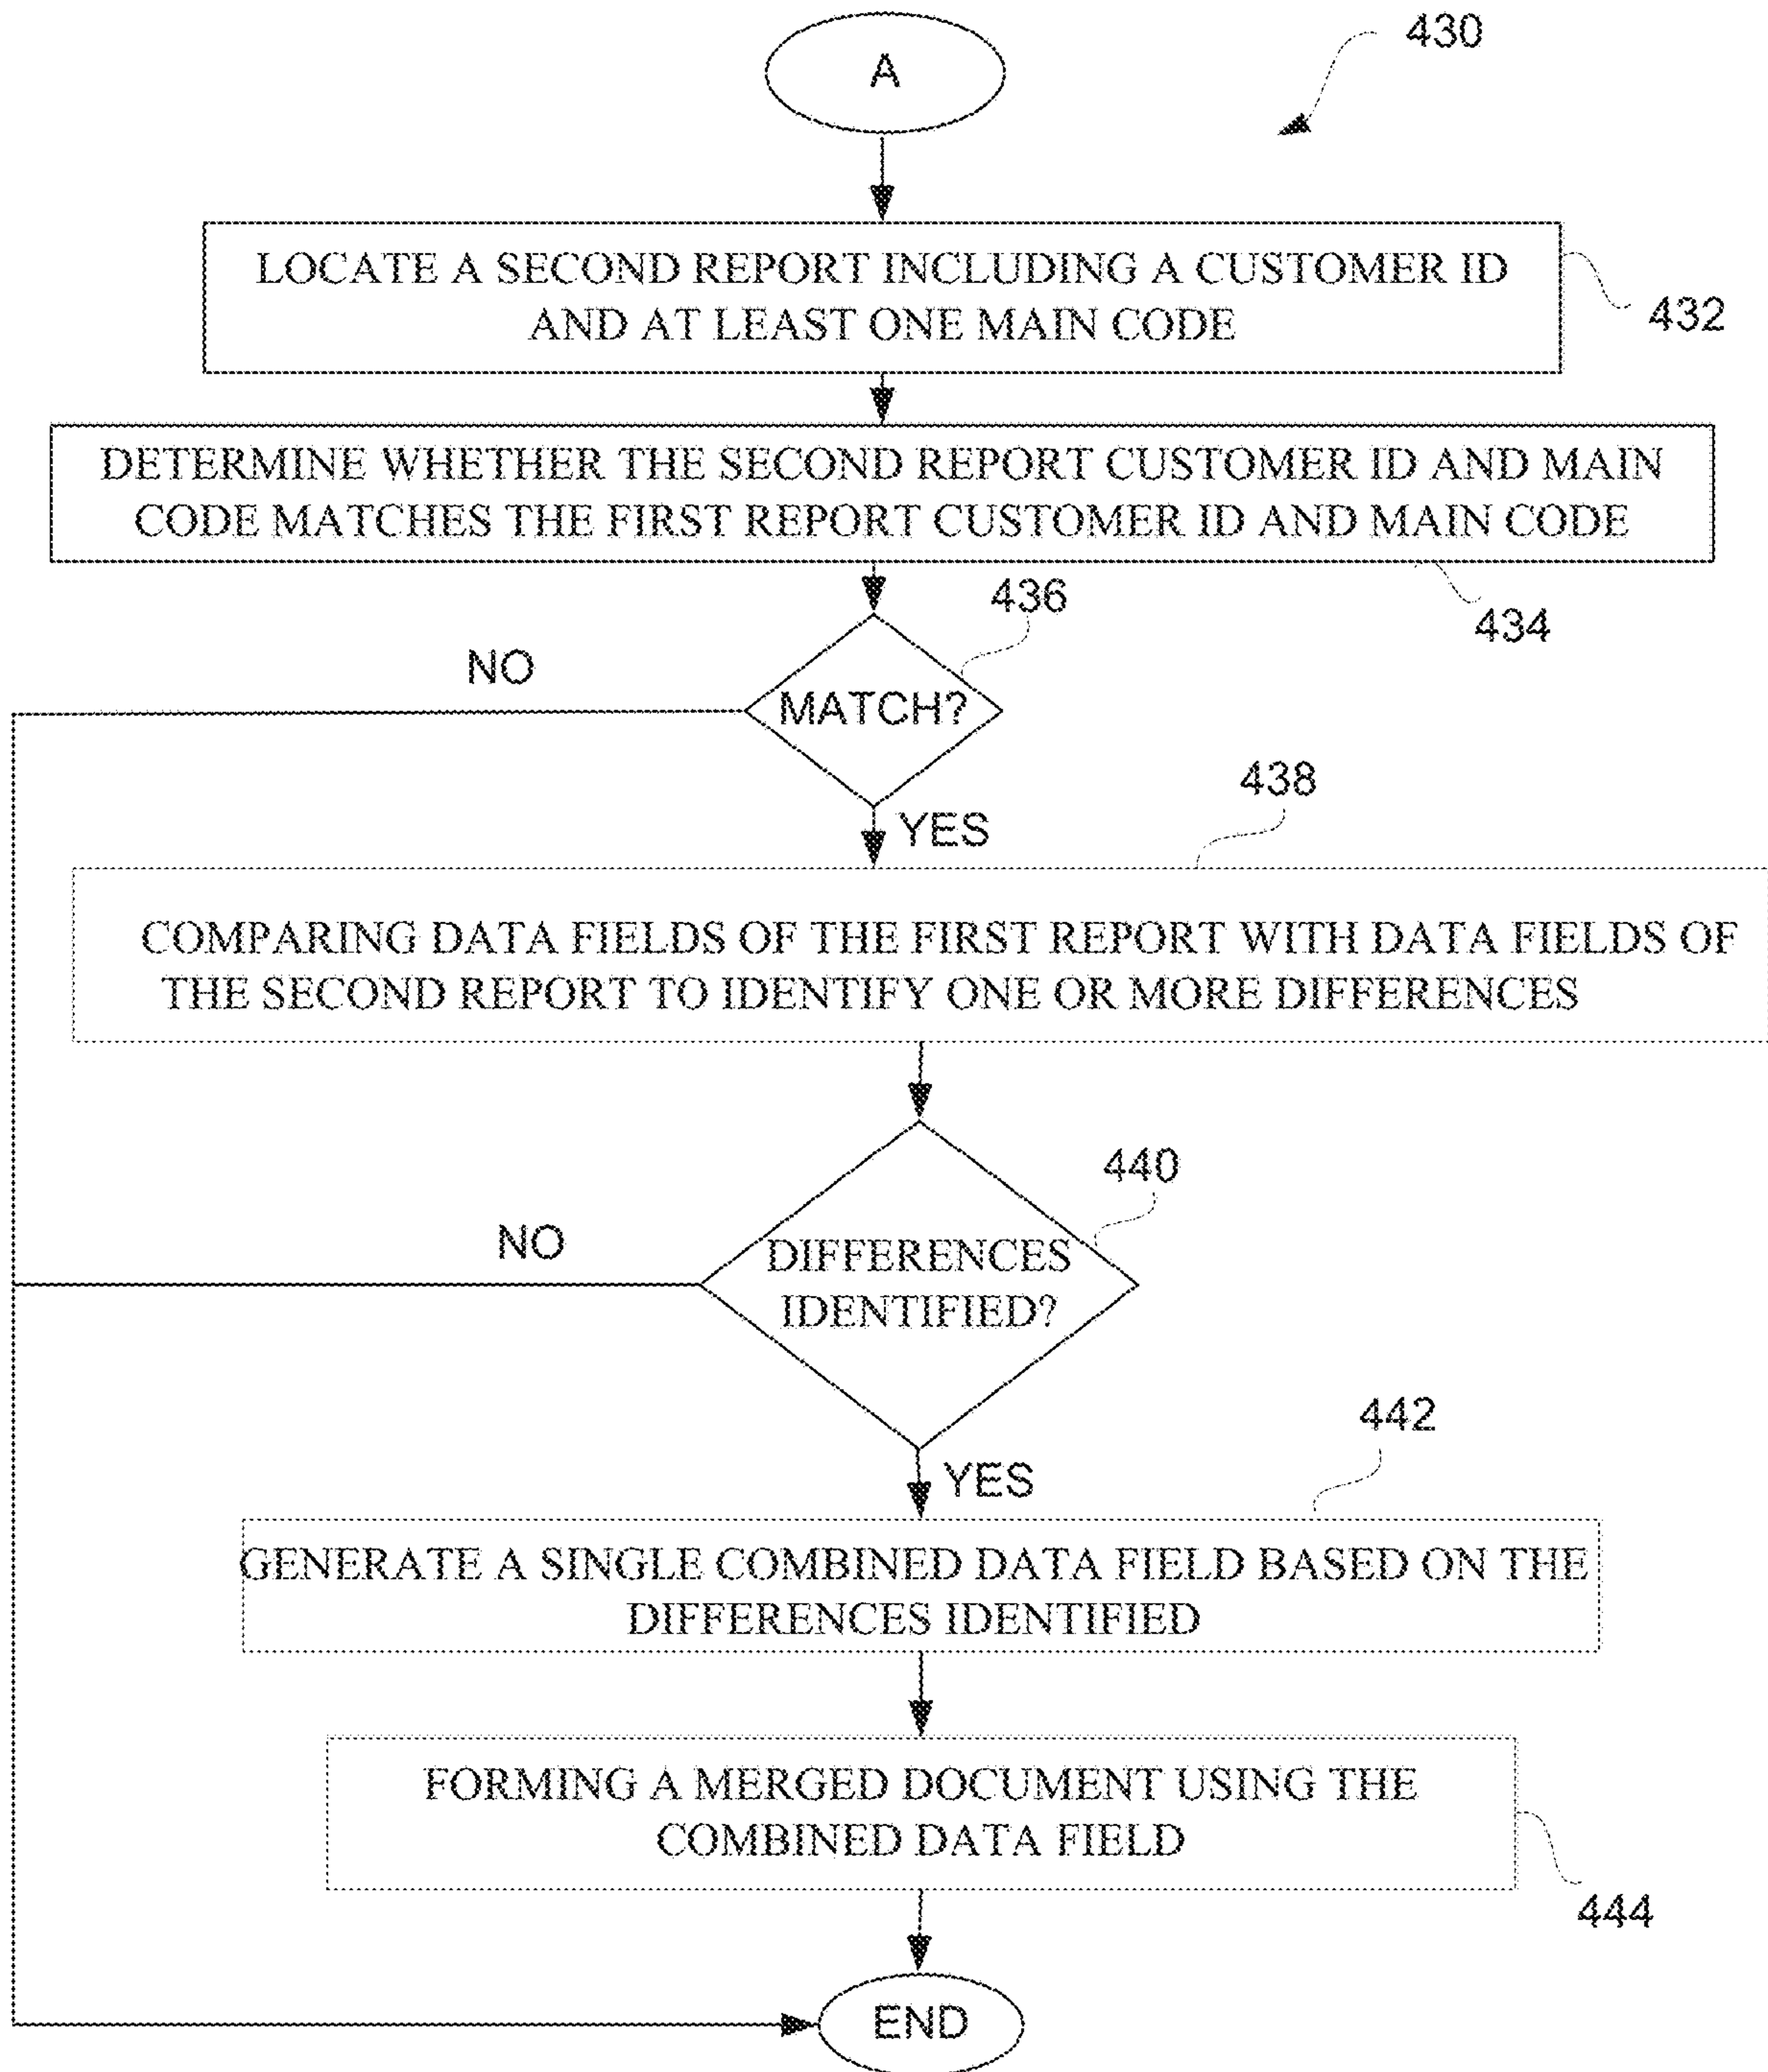 A
430
LOCATE A SECOND REPORT INCLUDING A CUSTOMER ID
AND AT LEAST ONE MAIN CODE
432
DETERMINE WHETHER THE SECOND REPORT CUSTOMER ID AND MAIN
CODE MATCHES THE FIRST REPORT CUSTOMER ID AND MAIN CODE
434
436
NO
MATCH?
YES
438
COMPARING DATA FIELDS OF THE FIRST REPORT WITH DATA FIELDS OF
THE SECOND REPORT TO IDENTIFY ONE OR MORE DIFFERENCES
440
NO
DIFFERENCES
IDENTIFIED?
YES
442
GENERATE A SINGLE COMBINED DATA FIELD BASED ON THE
DIFFERENCES IDENTIFIED
FORMING A MERGED DOCUMENT USING THE
COMBINED DATA FIELD
444
END